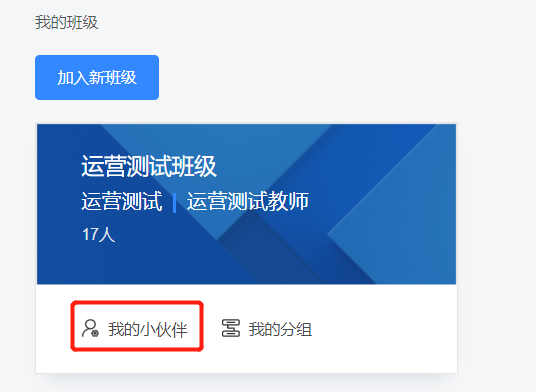 我的班级
加入新班级
运营测试班级
运营测试 | 运营测试教师
17人
我的小伙伴 我的分组